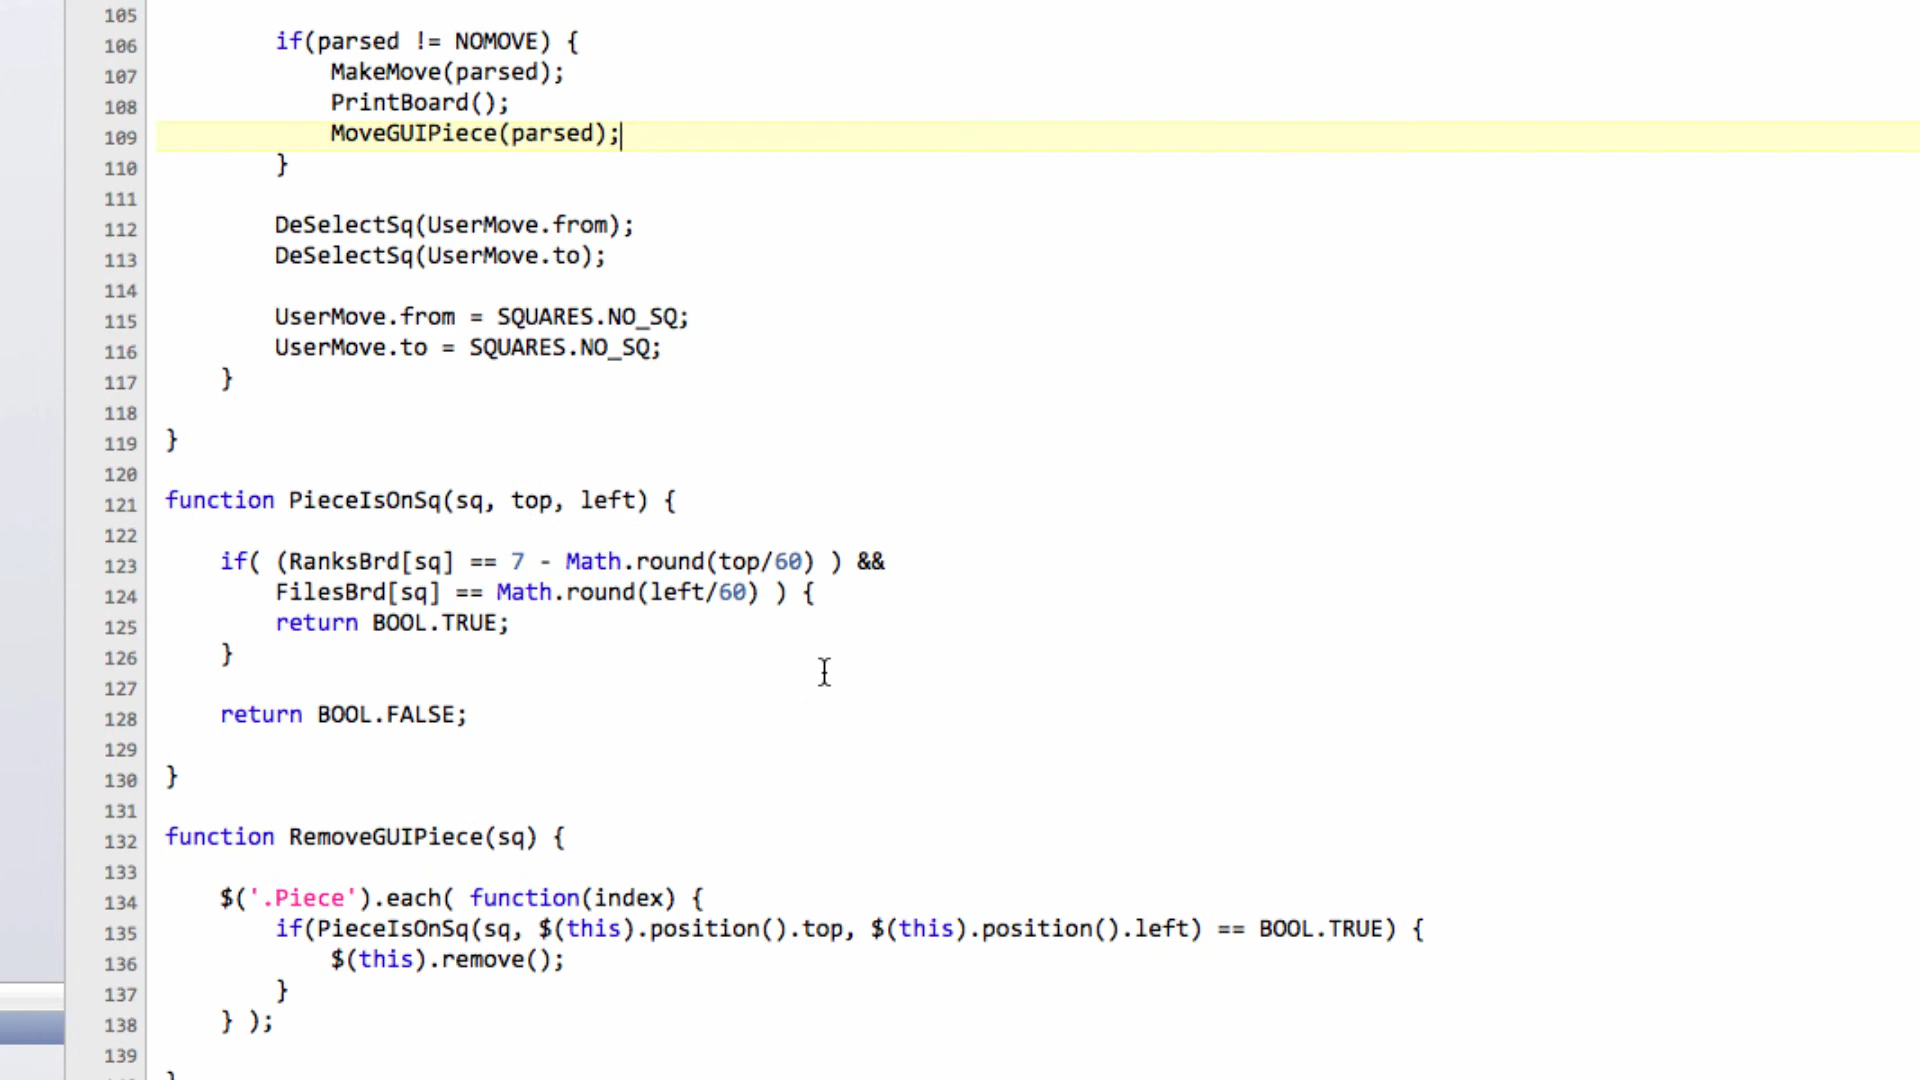 105
106 if(parsed != NOMOVE) {
107 MakeMove(parsed);
108 PrintBoard();
109 MoveGUIPiece(parsed);
110 }
111
112 DeSelectSq(UserMove.from);
113 DeSelectSq(UserMove.to);
114
115 UserMove.from = SQUARES.NO_SQ;
116 UserMove.to = SQUARES.NO_SQ;
117 }
118
119 }
120
121 function PieceIsOnSq(sq, top, left) {
122
123 if( (RanksBrd[sq] == 7 - Math.round(top/60) ) &&
124 FilesBrd[sq] == Math.round(left/60) ) {
125 return BOOL.TRUE;
126 }
127
128 return BOOL.FALSE;
129
130 }
131
132 function RemoveGUIPiece(sq) {
133
134 $('.Piece').each( function(index) {
135 if(PieceIsOnSq(sq, $(this).position().top, $(this).position().left) == BOOL.TRUE) {
136 $(this).remove();
137 }
138 } );
139